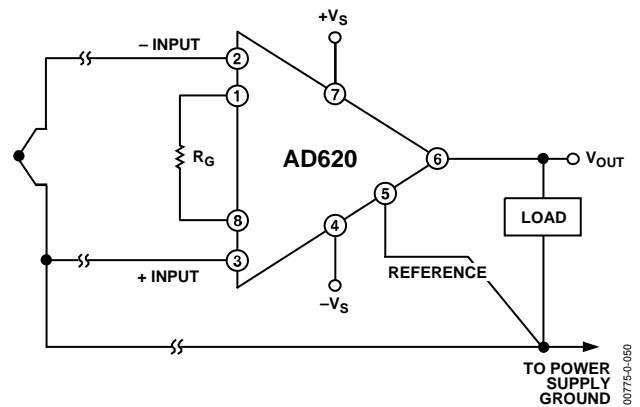 +VS
– INPUT
2
1
7
RG
AD620
6
VOUT
5
8
4
LOAD
3
REFERENCE
+ INPUT
–VS
TO POWER
SUPPLY
GROUND
00775-0-050